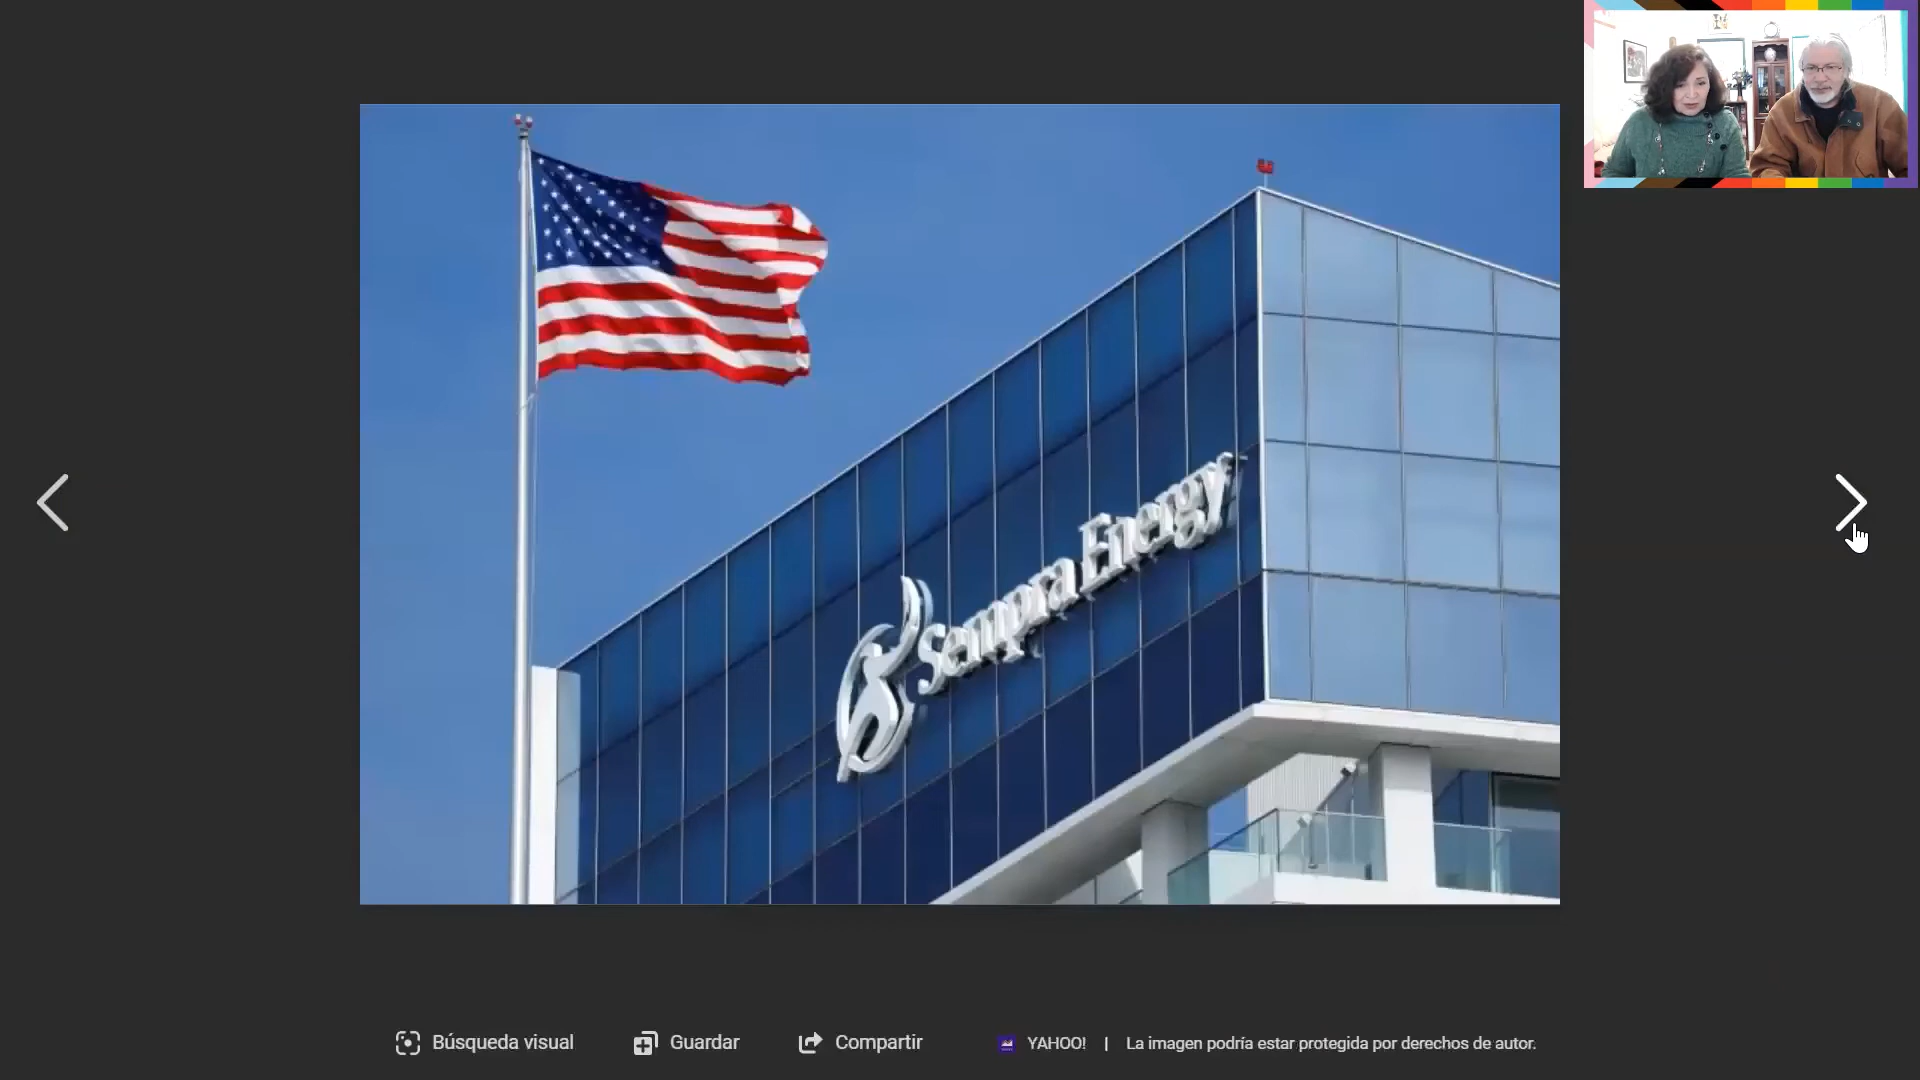 Sempra Energy
Búsqueda visual
Guardar
Compartir
YAHOO!
|
La imagen podría estar protegida por derechos de autor.